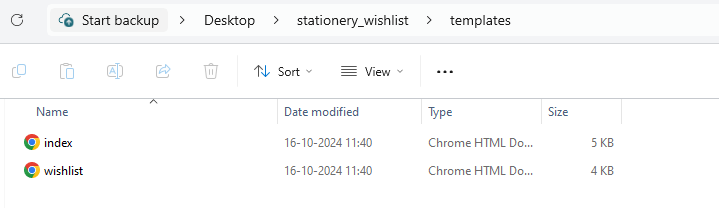 Start backup > Desktop > stationery_wishlist > templates >
Sort View ...
Name Date modified Type Size
index 16-10-2024 11:40 Chrome HTML Do... 5 KB
wishlist 16-10-2024 11:40 Chrome HTML Do... 4 KB